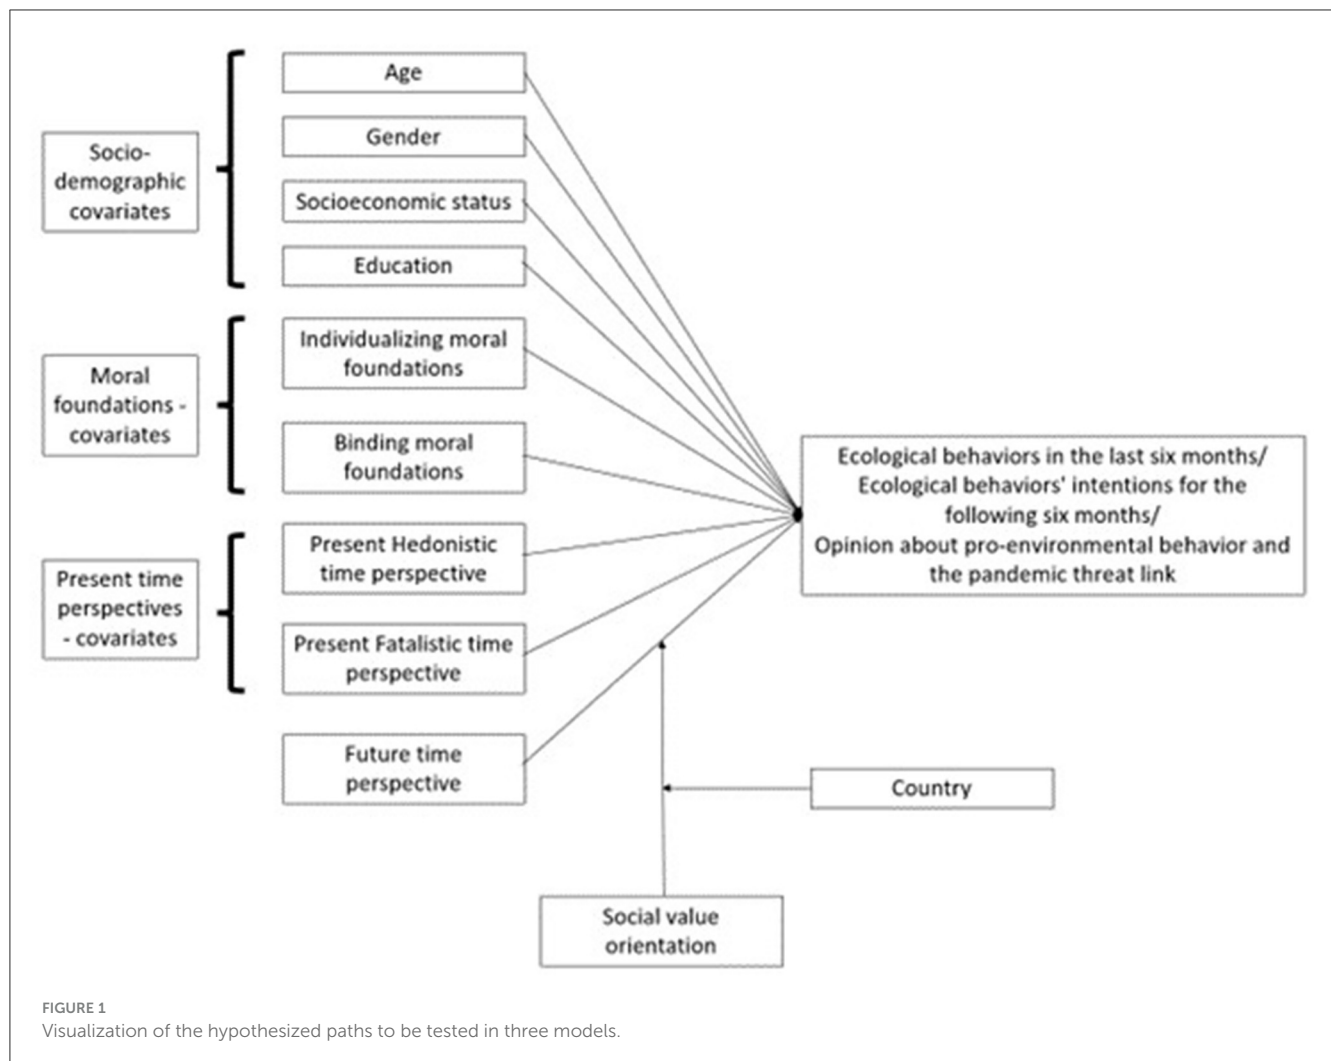 Socio-
demographic
covariates
Age
Gender
Socioeconomic status
Education
Moral
foundations -
covariates
Individualizing moral
foundations
Binding moral
foundations
Present time
perspectives
- covariates
Present Hedonistic
time perspective
Present Fatalistic time
perspective
Future time
perspective
Ecological behaviors in the last six months/
Ecological behaviors' intentions for the
following six months/
Opinion about pro-environmental behavior and
the pandemic threat link
Country
Social value
orientation
FIGURE 1
Visualization of the hypothesized paths to be tested in three models.